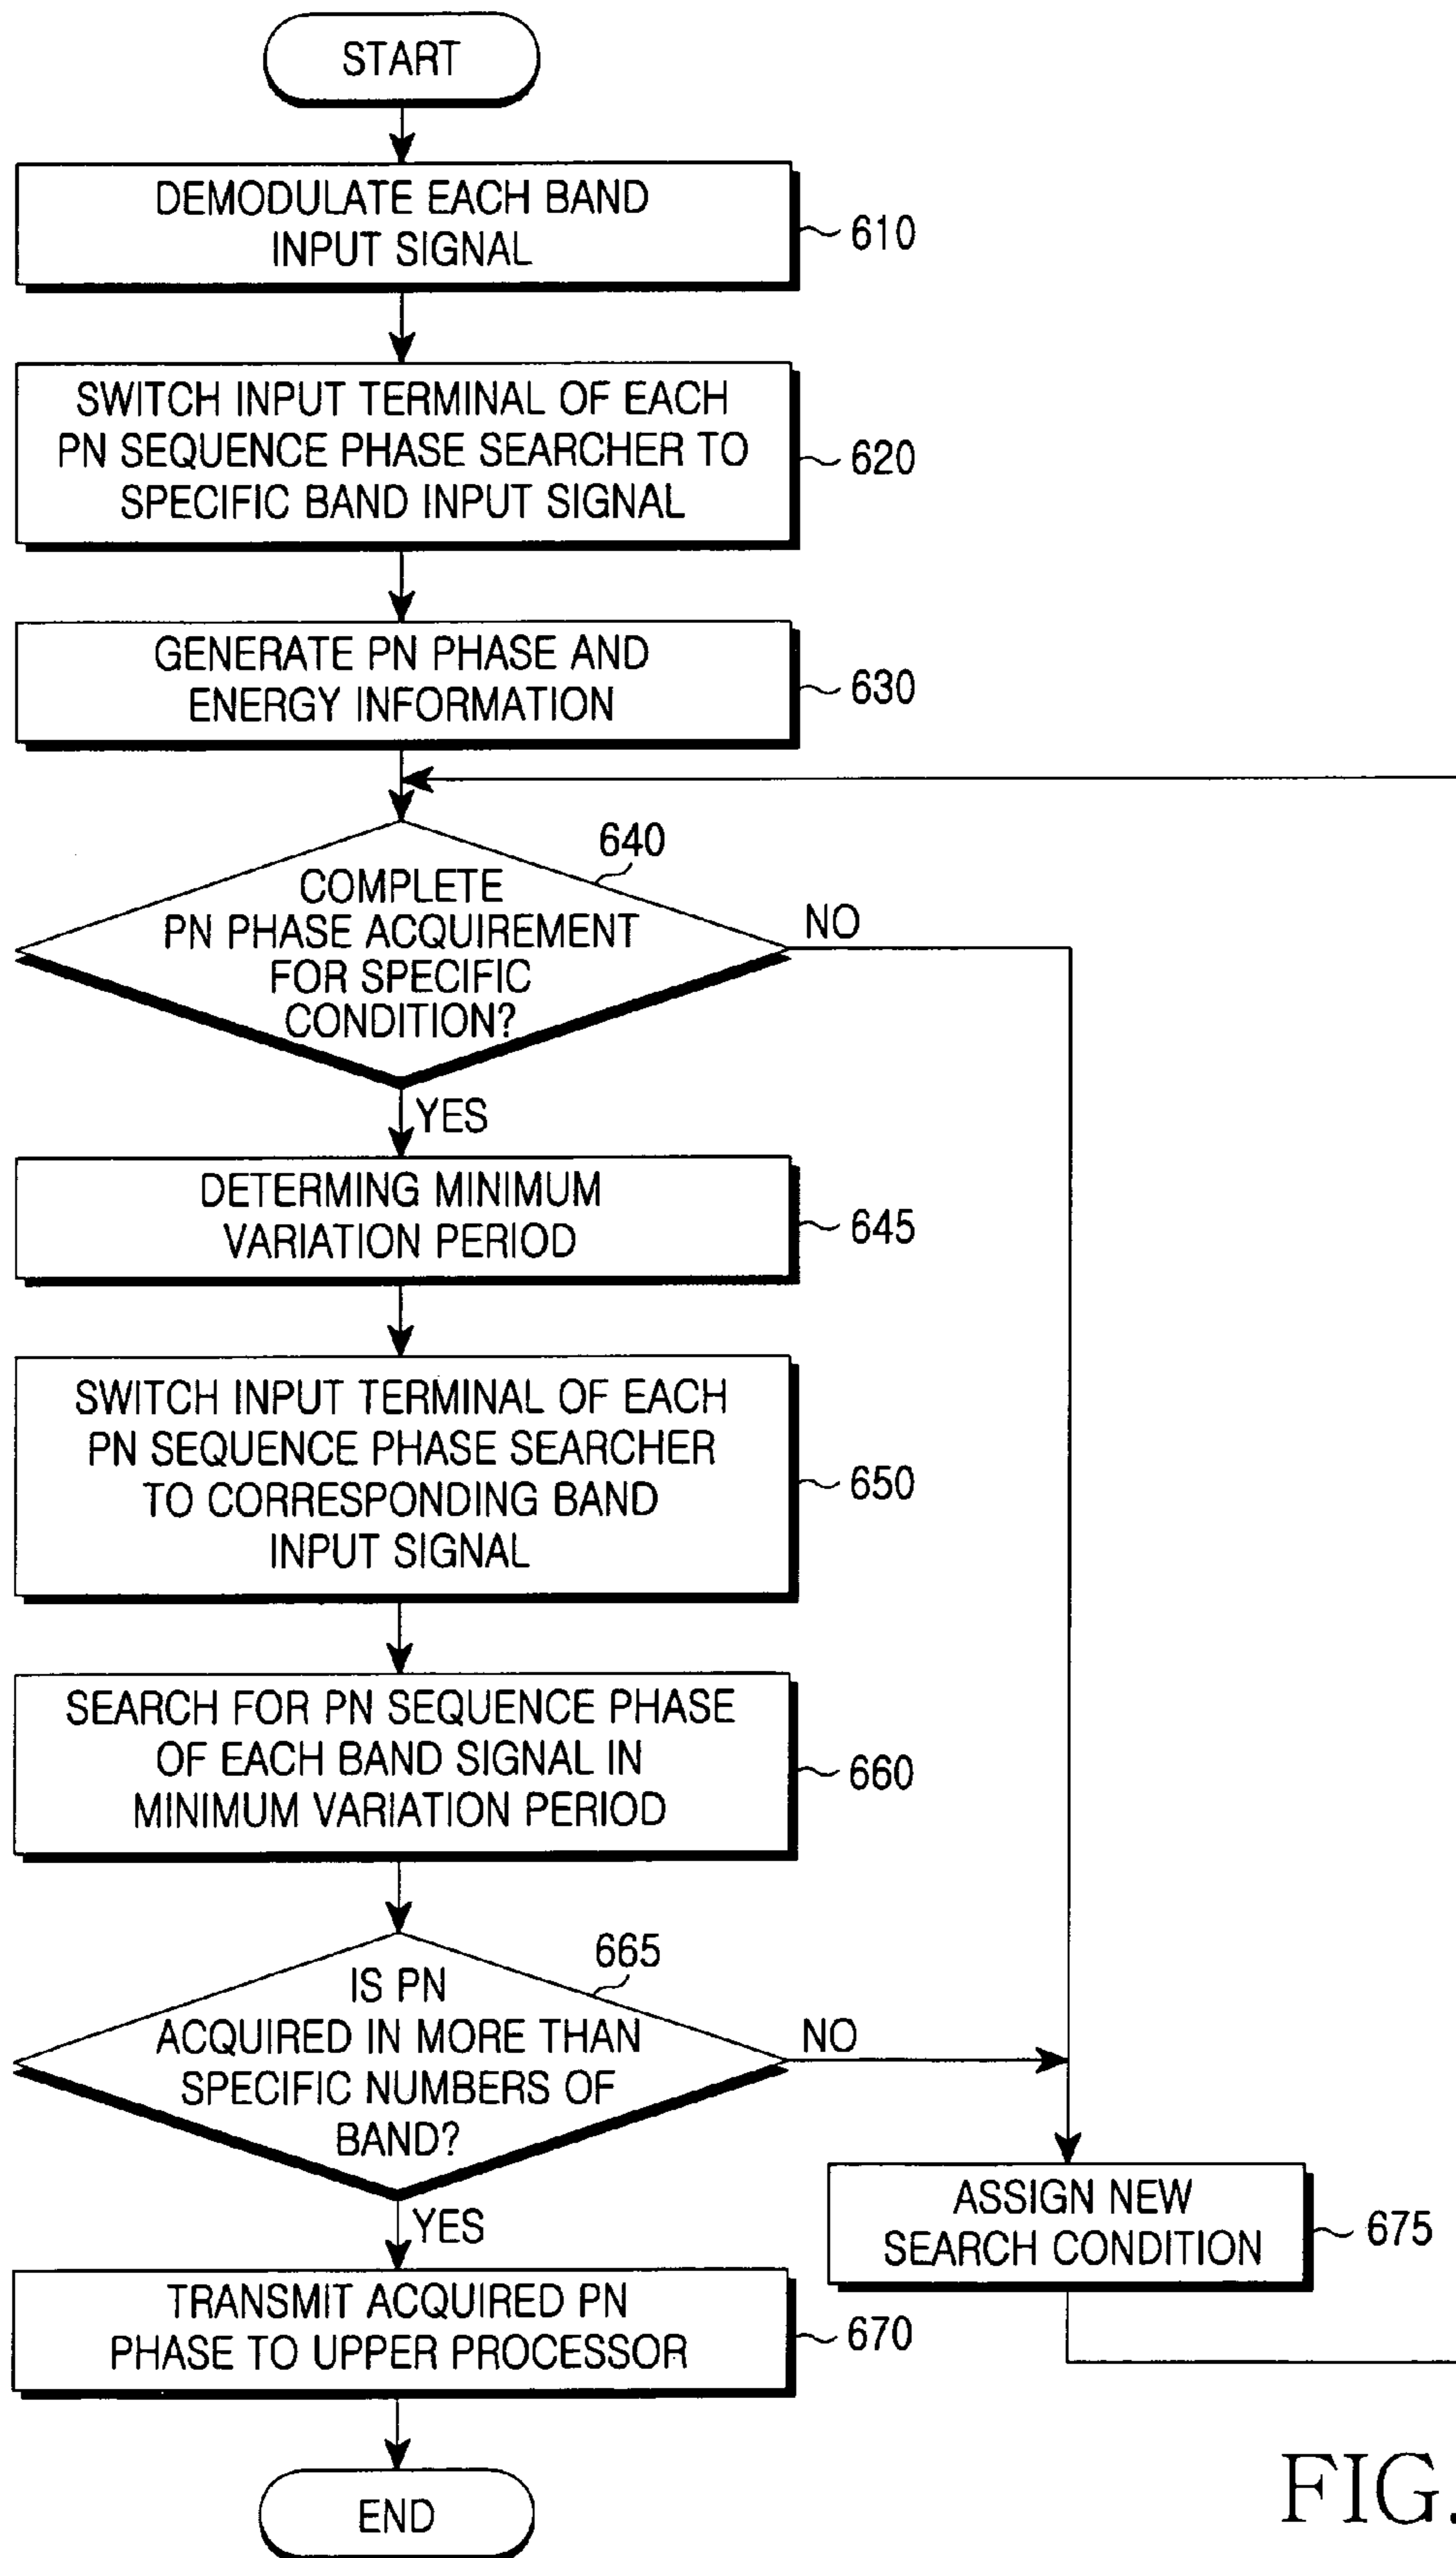 START
DEMODULATE EACH BAND
INPUT SIGNAL
610
SWITCH INPUT TERMINAL OF EACH
PN SEQUENCE PHASE SEARCHER TO
SPECIFIC BAND INPUT SIGNAL
620
GENERATE PN PHASE AND
ENERGY INFORMATION
630
640
COMPLETE
PN PHASE ACQUIREMENT
FOR SPECIFIC
CONDITION?
NO
YES
DETERMING MINIMUM
VARIATION PERIOD
645
SWITCH INPUT TERMINAL OF EACH
PN SEQUENCE PHASE SEARCHER
TO CORRESPONDING BAND
INPUT SIGNAL
650
SEARCH FOR PN SEQUENCE PHASE
OF EACH BAND SIGNAL IN
MINIMUM VARIATION PERIOD
660
665
IS PN
ACQUIRED IN MORE THAN
SPECIFIC NUMBERS OF
BAND?
NO
YES
ASSIGN NEW
SEARCH CONDITION
675
TRANSMIT ACQUIRED PN
PHASE TO UPPER PROCESSOR
670
END
FIG.